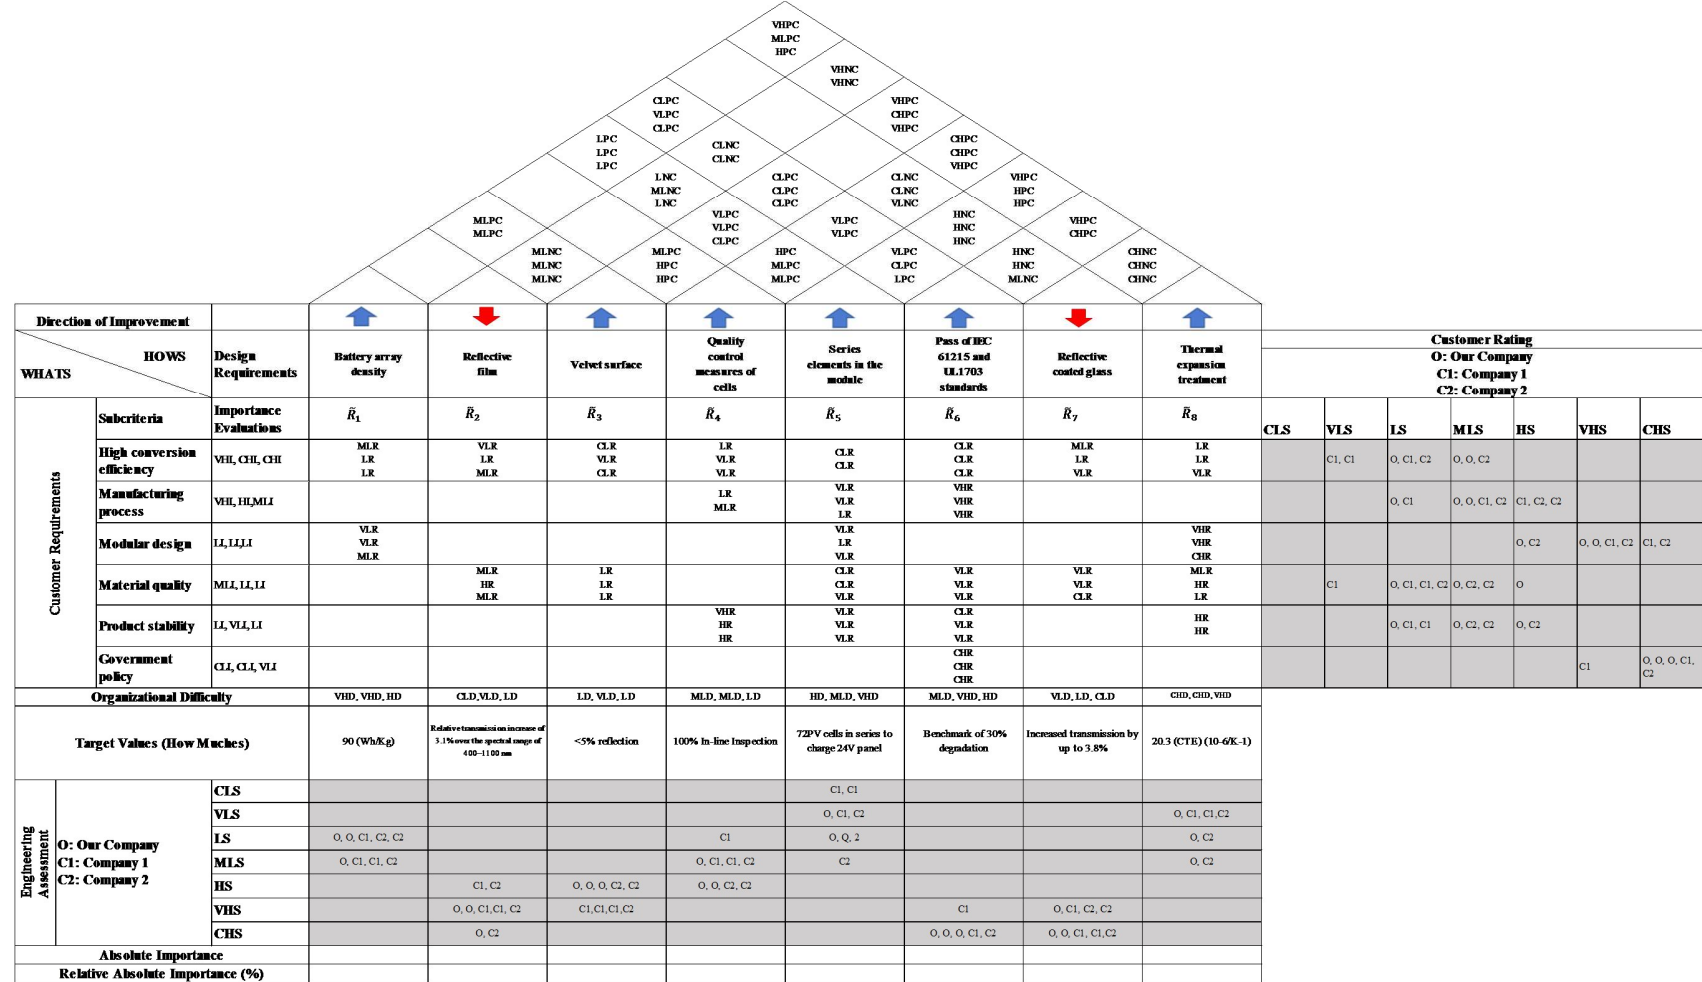 VHPC
MLPC
HPC
VHNC
VHNC
CLPC
VLPC
CLPC
VHPC
CHPC
VHPC
LPC
LPC
LPC
CLNC
CLNC
CHPC
CHPC
VHPC
LNC
MLNC
LNC
CLPC
CLPC
CLPC
CLNC
CLNC
VLNC
VHPC
HPC
HPC
MLPC
MLPC
VLPC
VLPC
CLPC
VLPC
VLPC
HNC
HNC
HNC
VHPC
CHPC
MLNC
MLNC
MLNC
MLPC
HPC
HPC
HPC
MLPC
MLPC
VLPC
CLPC
LPC
HNC
HNC
MLNC
CHNC
CHNC
CHNC
Direction of Improvement
HOWS
WHATS
Design
Requirements
Battery array
density
Reflective
film
Velvet surface
Quality
control
measures of
cells
Series
elements in the
module
Pass of IEC
61215 and
UL1703
standards
Reflective
coated glass
Thermal
expansion
treatment
Customer Rating
O: Our Company
C1: Company 1
C2: Company 2
Customer Requirements
Subcriteria
Importance
Evaluations
R̃1
R̃2
R̃3
R̃4
R̃5
R̃6
R̃7
R̃8
CLS
VLS
LS
MLS
HS
VHS
CHS
High conversion
efficiency
VHI, CHI, CHI
MLR
LR
LR
VLR
LR
MLR
CLR
VLR
CLR
LR
VLR
VLR
CLR
CLR
CLR
CLR
CLR
MLR
LR
VLR
LR
LR
VLR
C1, C1
O, C1, C2
O, O, C2
Manufacturing
process
VHI, HI,MLI
LR
MLR
VLR
VLR
LR
VHR
VHR
VHR
O, C1
O, O, C1, C2
C1, C2, C2
Modular design
LI, LI,LI
VLR
VLR
MLR
VLR
LR
VLR
VHR
VHR
CHR
O, C2
O, O, C1, C2
C1, C2
Material quality
MLI, LI, LI
MLR
HR
MLR
LR
LR
LR
CLR
CLR
VLR
VLR
VLR
VLR
VLR
VLR
CLR
MLR
HR
LR
C1
O, C1, C1, C2
O, C2, C2
O
Product stability
LI, VLI, LI
VHR
HR
HR
VLR
VLR
VLR
CLR
VLR
VLR
HR
HR
O, C1, C1
O, C2, C2
O, C2
Government
policy
CLI, CLI, VLI
CHR
CHR
CHR
C1
O, O, O, C1,
C2
Organizational Difficulty
VHD, VHD, HD
CLD,VLD, LD
LD, VLD, LD
MLD, MLD, LD
HD, MLD, VHD
MLD, VHD, HD
VLD, LD, CLD
CHD, CHD, VHD
Target Values (How Muches)
90 (Wh/Kg)
Relative transmission increase of
3.1% over the spectral range of
400–1100 nm
<5% reflection
100% In-line Inspection
72PV cells in series to
charge 24V panel
Benchmark of 30%
degradation
Increased transmission by
up to 3.8%
20.3 (CTE) (10-6/K-1)
Engineering
Assessment
O: Our Company
C1: Company 1
C2: Company 2
CLS
C1, C1
VLS
O, C1, C2
O, C1, C1,C2
LS
O, O, C1, C2, C2
C1
O, Q, 2
O, C2
MLS
O, C1, C1, C2
O, C1, C1, C2
C2
O, C2
HS
C1, C2
O, O, O, C2, C2
O, O, C2, C2
VHS
O, O, C1,C1, C2
C1,C1,C1,C2
C1
O, C1, C2, C2
CHS
O, C2
O, O, O, C1, C2
O, O, C1, C1,C2
Absolute Importance
Relative Absolute Importance (%)